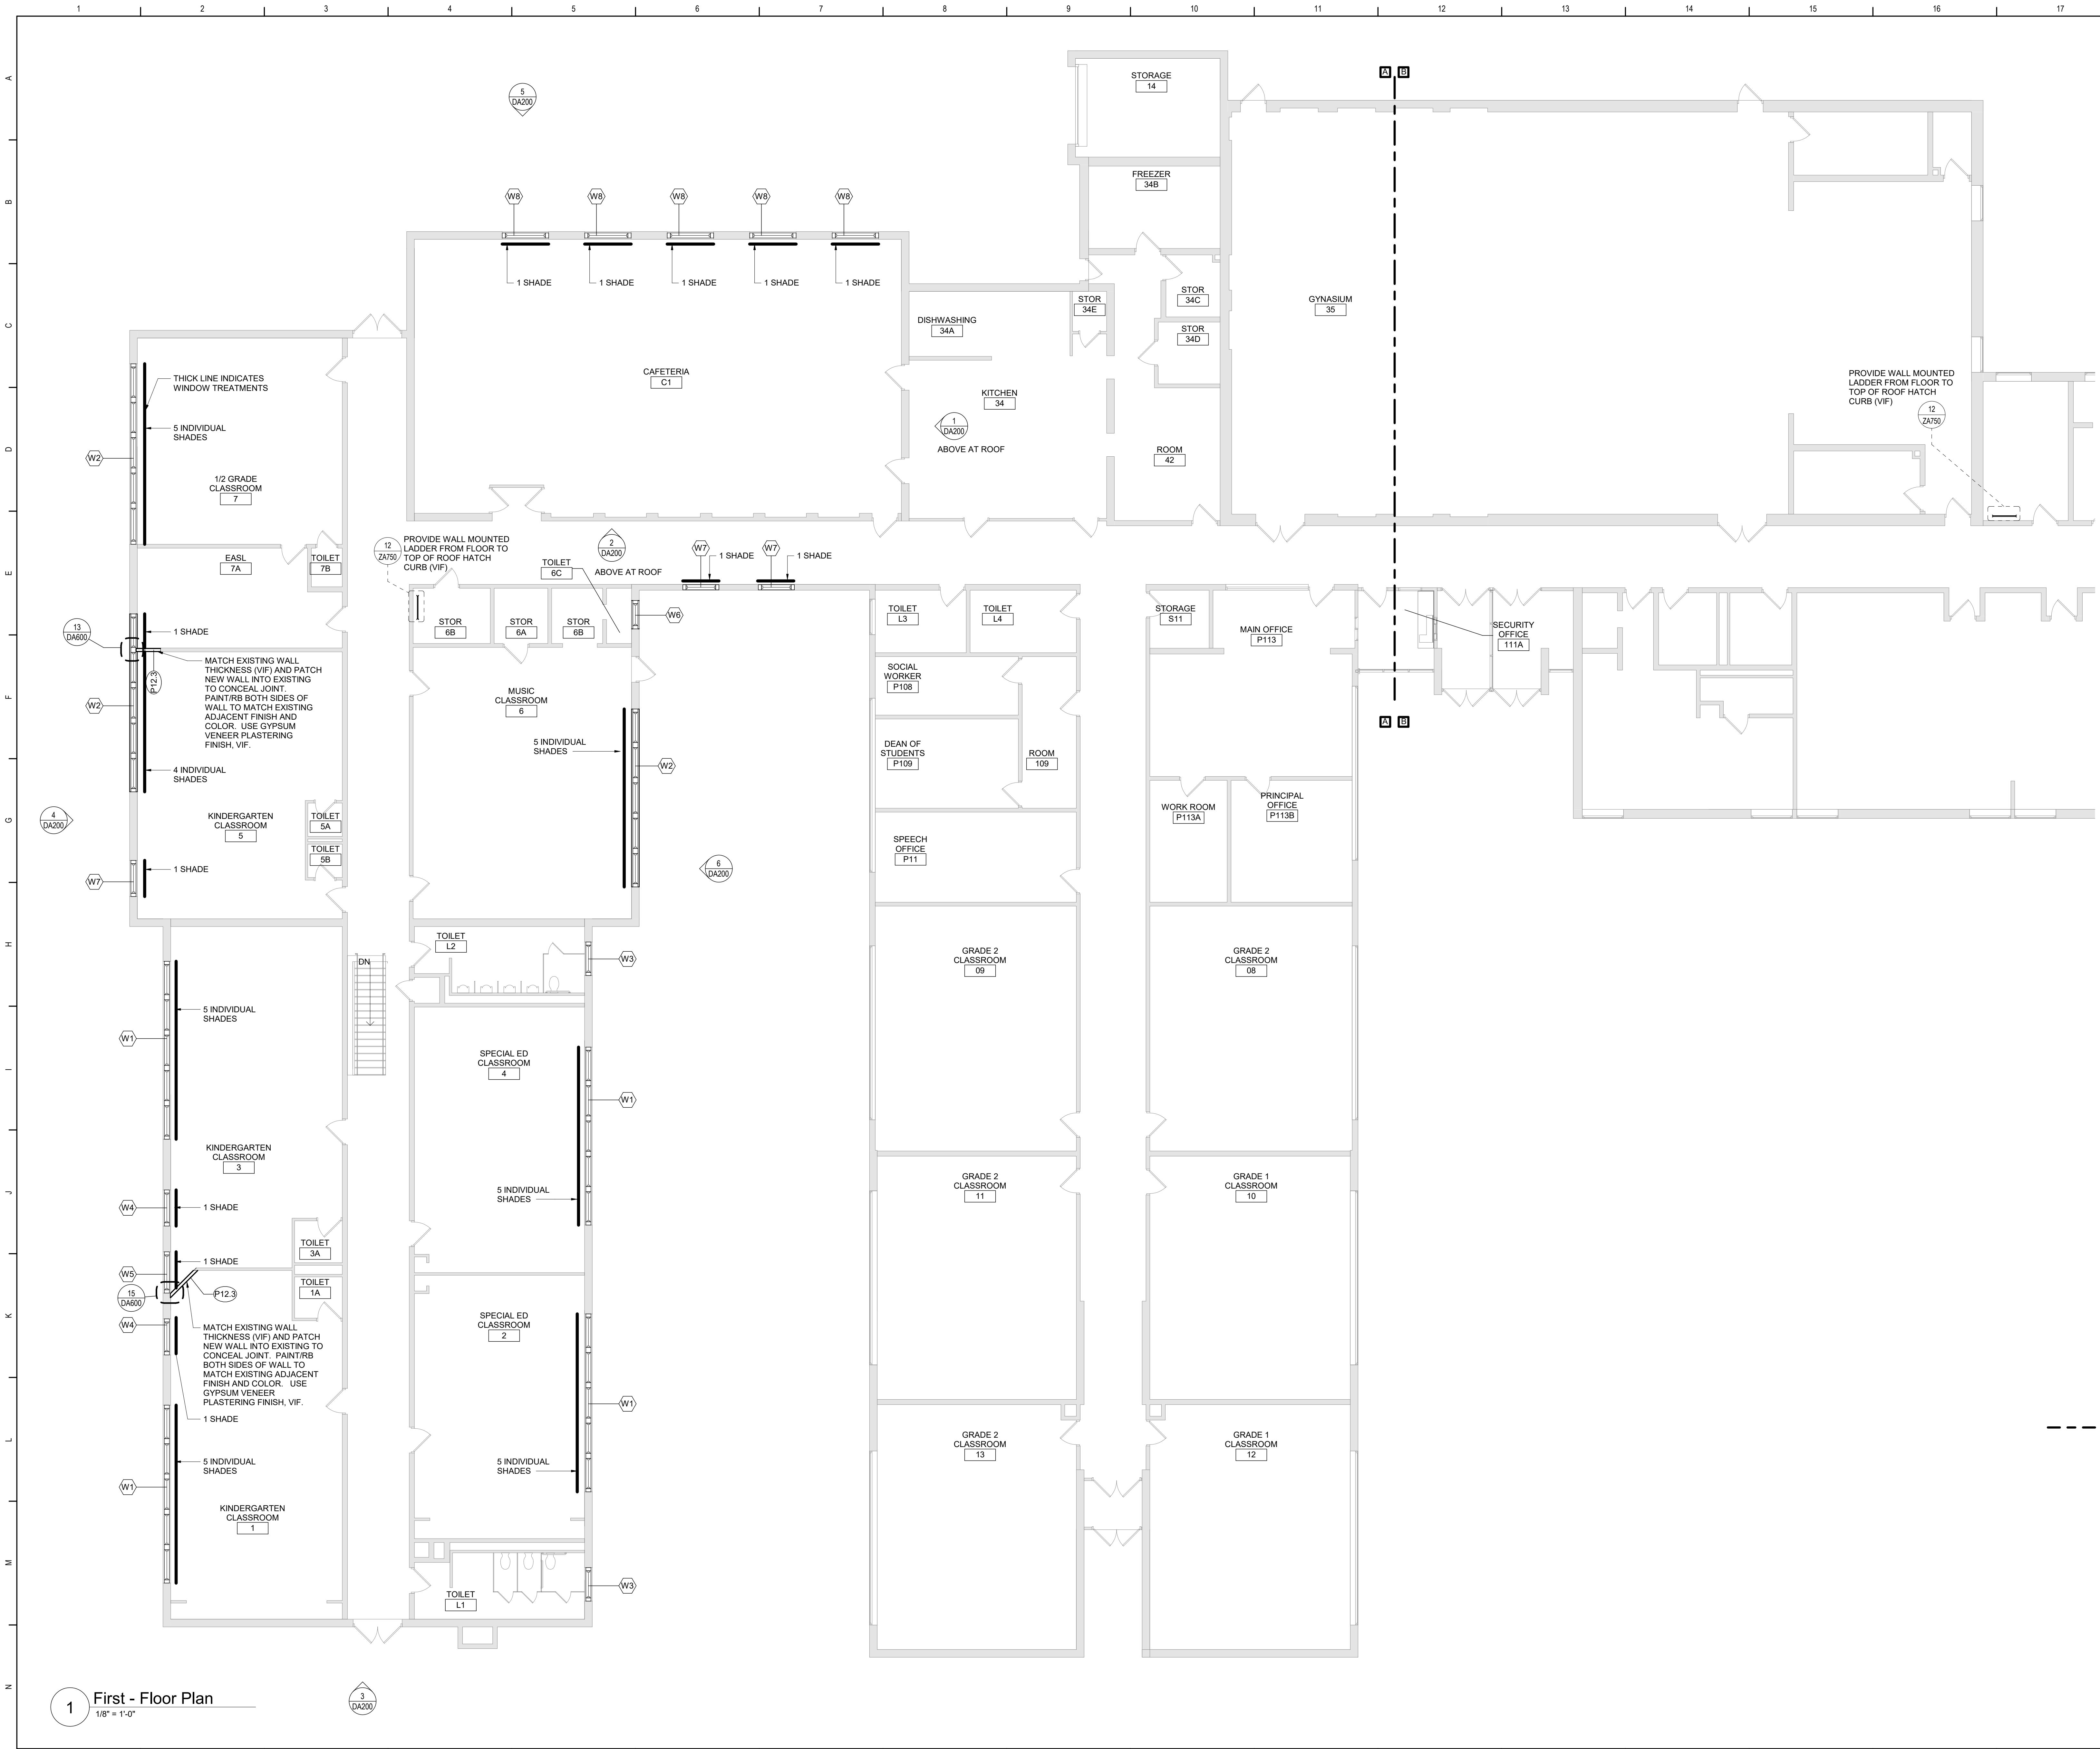 1 2 3 4 5 6 7 8 9 10 11 12 13 14 15 16 17
A
B
C
D
E
F
G
H
I
J
K
L
M
N
5
DA200
STORAGE
14
A B
FREEZER
34B
W8 W8 W8 W8 W8
1 SHADE 1 SHADE 1 SHADE 1 SHADE 1 SHADE
STOR
34C
STOR
34E
STOR
34D
DISHWASHING
34A
GYNASIUM
35
CAFETERIA
C1
KITCHEN
34
1
DA200
ABOVE AT ROOF
ROOM
42
PROVIDE WALL MOUNTED
LADDER FROM FLOOR TO
TOP OF ROOF HATCH
CURB (VIF)
12
ZA750
THICK LINE INDICATES
WINDOW TREATMENTS
5 INDIVIDUAL
SHADES
W2
1/2 GRADE
CLASSROOM
7
EASL
7A
TOILET
7B
12
ZA750
PROVIDE WALL MOUNTED
LADDER FROM FLOOR TO
TOP OF ROOF HATCH
CURB (VIF)
TOILET
6C
2
DA200
ABOVE AT ROOF
W7
1 SHADE
W7
1 SHADE
W6
STOR
6B
STOR
6A
STOR
6B
TOILET
L3
TOILET
L4
STORAGE
S11
MAIN OFFICE
P113
SECURITY
OFFICE
111A
13
DA600
1 SHADE
P12.3
MATCH EXISTING WALL
THICKNESS (VIF) AND PATCH
NEW WALL INTO EXISTING
TO CONCEAL JOINT.
PAINT/RB BOTH SIDES OF
WALL TO MATCH EXISTING
ADJACENT FINISH AND
COLOR. USE GYPSUM
VENEER PLASTERING
FINISH, VIF.
W2
4 INDIVIDUAL
SHADES
MUSIC
CLASSROOM
6
5 INDIVIDUAL
SHADES
W2
SOCIAL
WORKER
P108
DEAN OF
STUDENTS
P109
ROOM
109
A B
WORK ROOM
P113A
PRINCIPAL
OFFICE
P113B
4
DA200
KINDERGARTEN
CLASSROOM
5
TOILET
5A
TOILET
5B
1 SHADE
W7
6
DA200
SPEECH
OFFICE
P11
TOILET
L2
W3
DN
GRADE 2
CLASSROOM
09
GRADE 2
CLASSROOM
08
5 INDIVIDUAL
SHADES
W1
SPECIAL ED
CLASSROOM
4
W1
KINDERGARTEN
CLASSROOM
3
5 INDIVIDUAL
SHADES
GRADE 2
CLASSROOM
11
GRADE 1
CLASSROOM
10
W4
1 SHADE
TOILET
3A
1 SHADE
W5
TOILET
1A
15
DA600
P12.3
W4
MATCH EXISTING WALL
THICKNESS (VIF) AND PATCH
NEW WALL INTO EXISTING TO
CONCEAL JOINT. PAINT/RB
BOTH SIDES OF WALL TO
MATCH EXISTING ADJACENT
FINISH AND COLOR. USE
GYPSUM VENEER
PLASTERING FINISH, VIF.
1 SHADE
SPECIAL ED
CLASSROOM
2
W1
5 INDIVIDUAL
SHADES
GRADE 2
CLASSROOM
13
GRADE 1
CLASSROOM
12
5 INDIVIDUAL
SHADES
W1
KINDERGARTEN
CLASSROOM
1
TOILET
L1
W3
1
First - Floor Plan
1/8" = 1'-0"
3
DA200